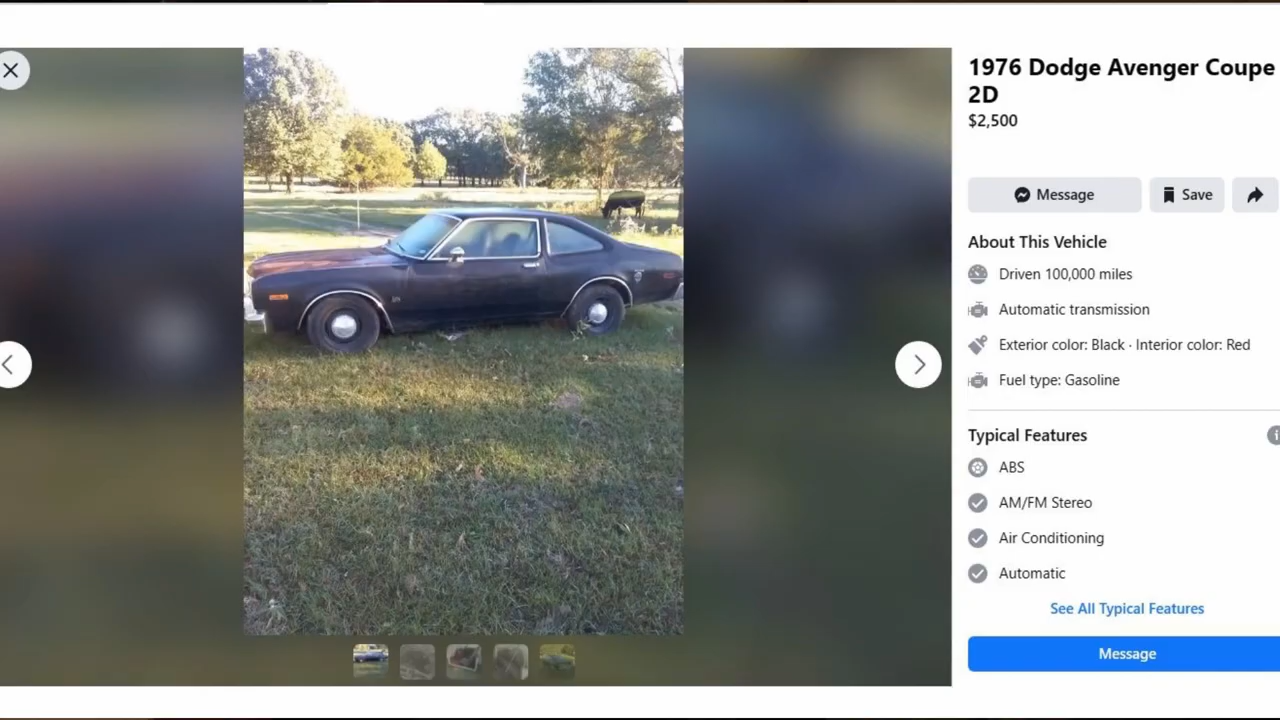 1976 Dodge Avenger Coupe
2D
$2,500
Message
Save
About This Vehicle
Driven 100,000 miles
Automatic transmission
Exterior color: Black · Interior color: Red
Fuel type: Gasoline
Typical Features
ABS
AM/FM Stereo
Air Conditioning
Automatic
See All Typical Features
Message